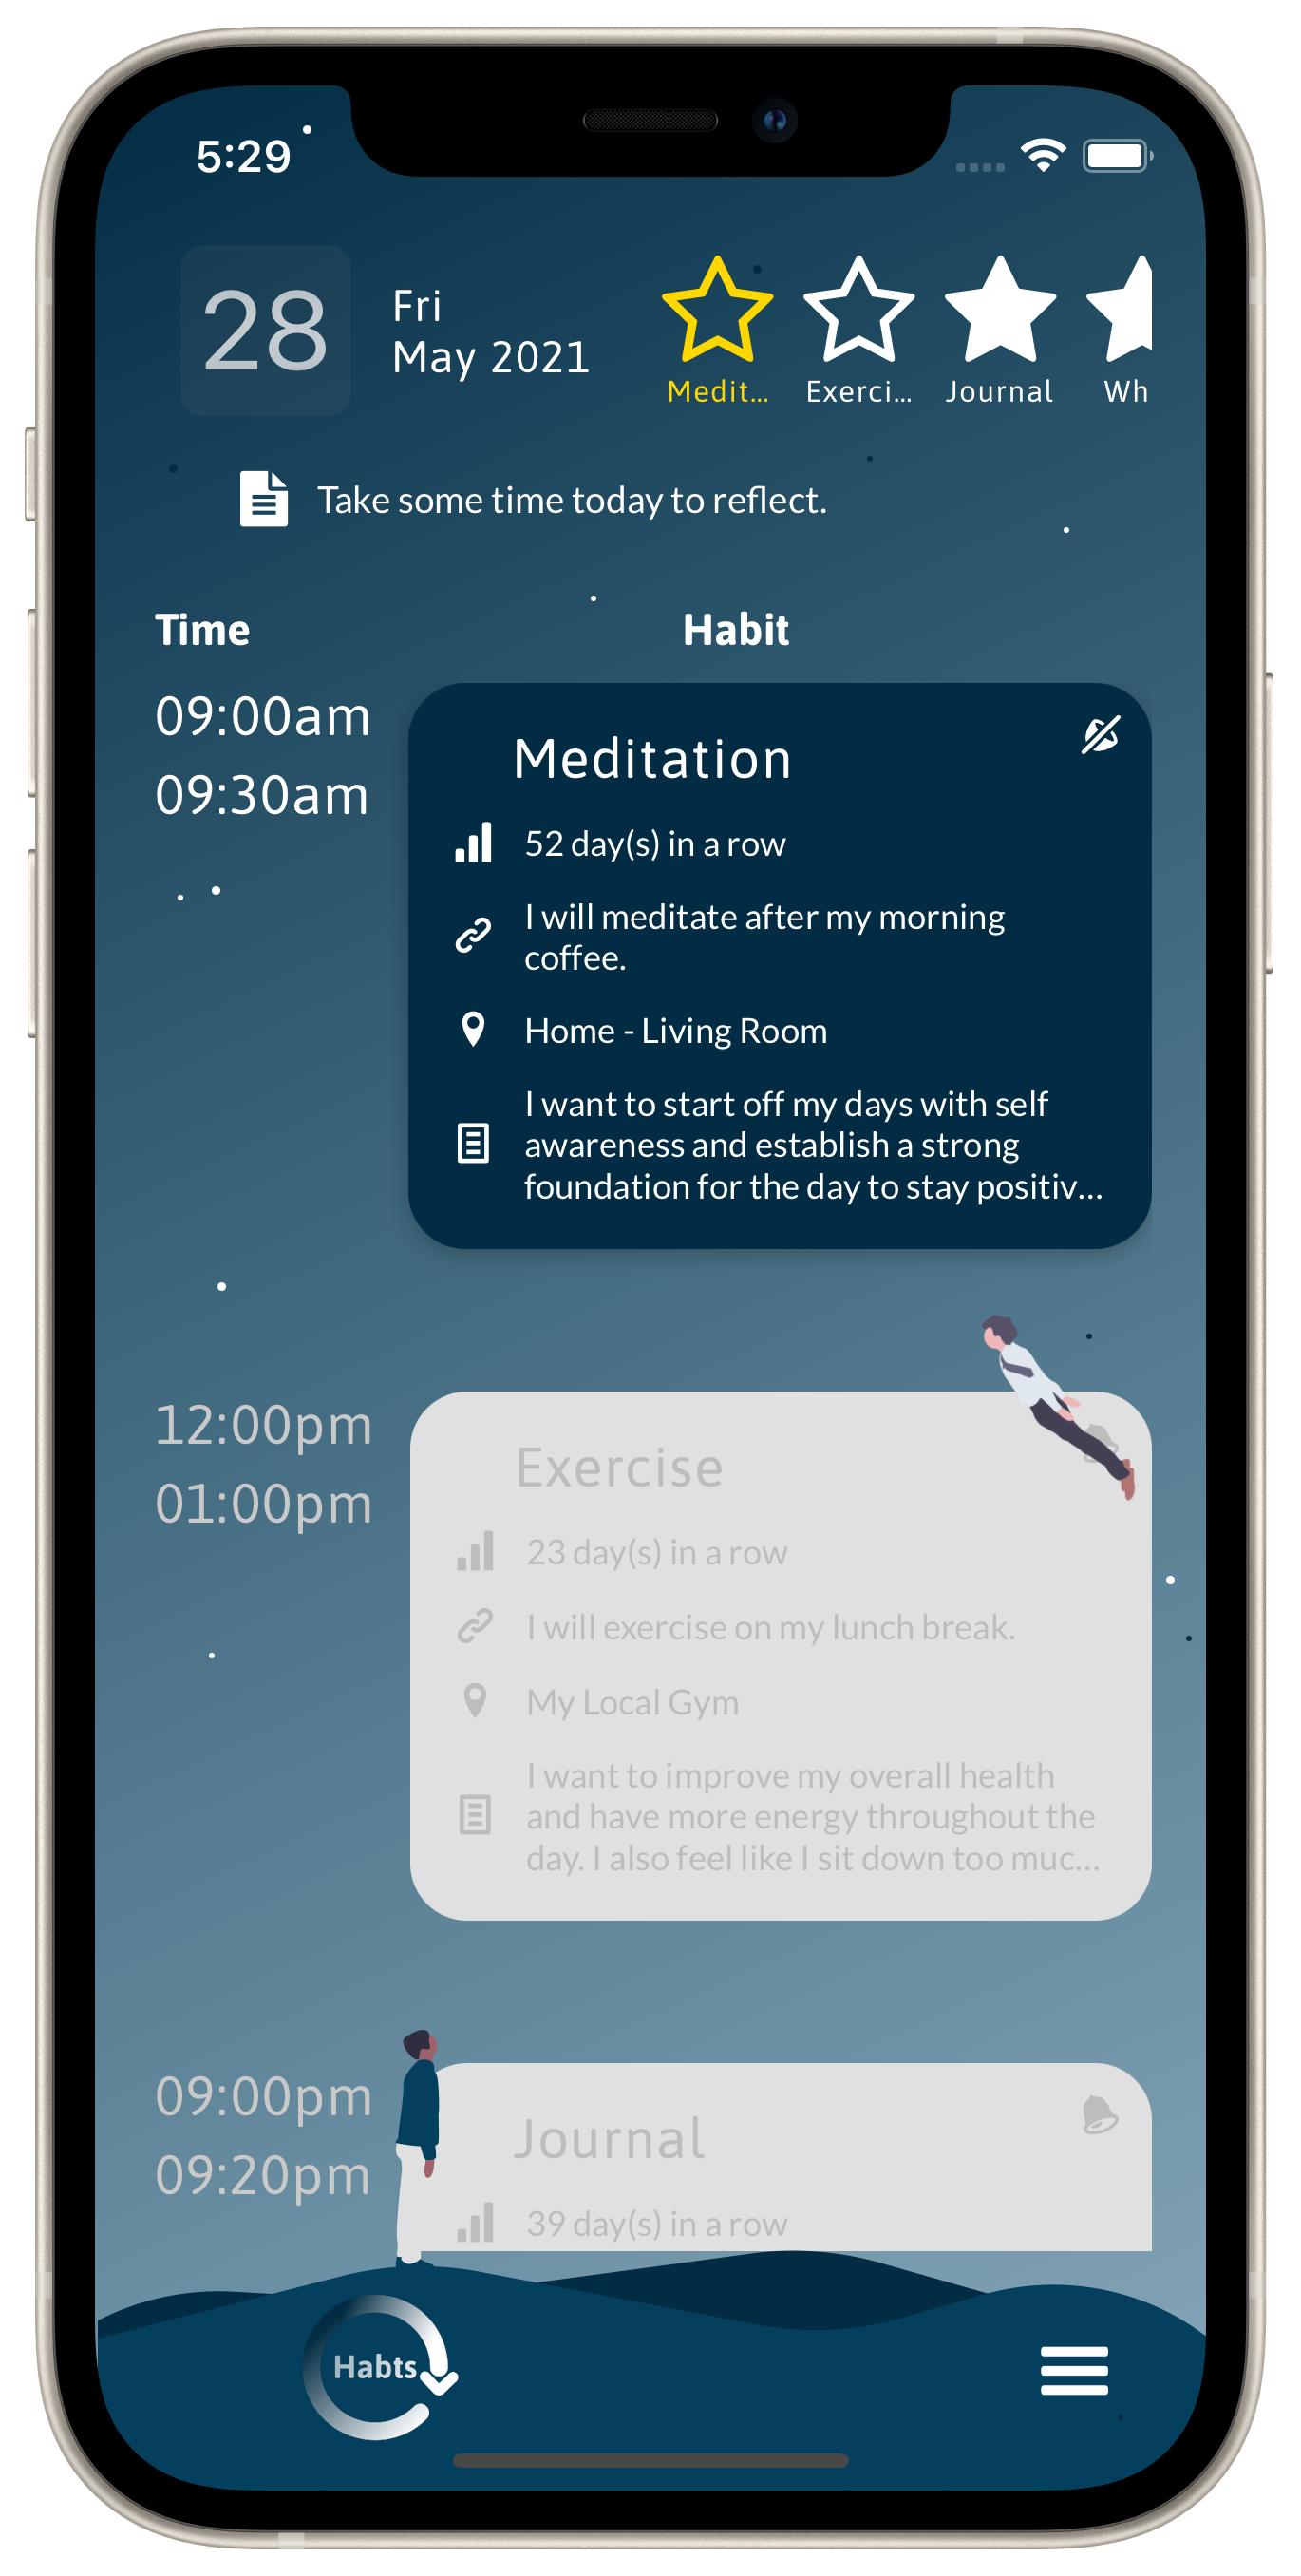 5:29
28
Fri
May 2021
Medit...
Exerci...
Journal
Wh
Take some time today to reflect.
Time
Habit
09:00am
09:30am
Meditation
52 day(s) in a row
I will meditate after my morning
coffee.
Home - Living Room
I want to start off my days with self
awareness and establish a strong
foundation for the day to stay positiv...
12:00pm
01:00pm
Exercise
23 day(s) in a row
I will exercise on my lunch break.
My Local Gym
I want to improve my overall health
and have more energy throughout the
day. I also feel like I sit down too muc...
09:00pm
09:20pm
Journal
39 day(s) in a row
Habts